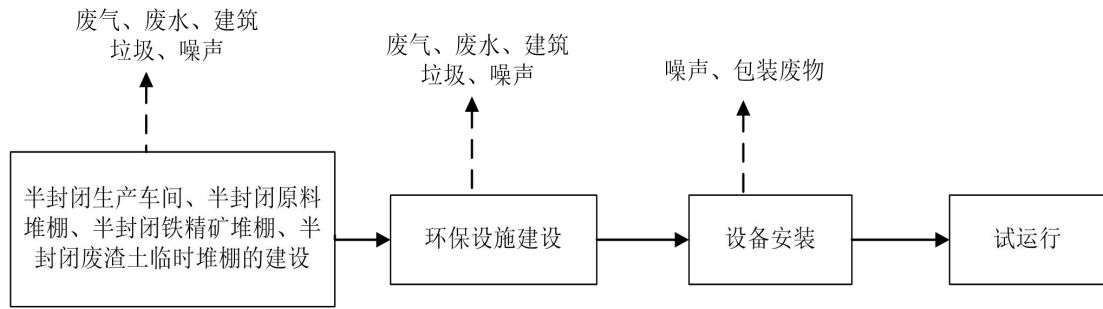 废气、废水、建筑
垃圾、噪声
废气、废水、建筑
垃圾、噪声
噪声、包装废物
半封闭生产车间、半封闭原料
堆棚、半封闭铁精矿堆棚、半
封闭废渣土临时堆棚的建设
环保设施建设
设备安装
试运行